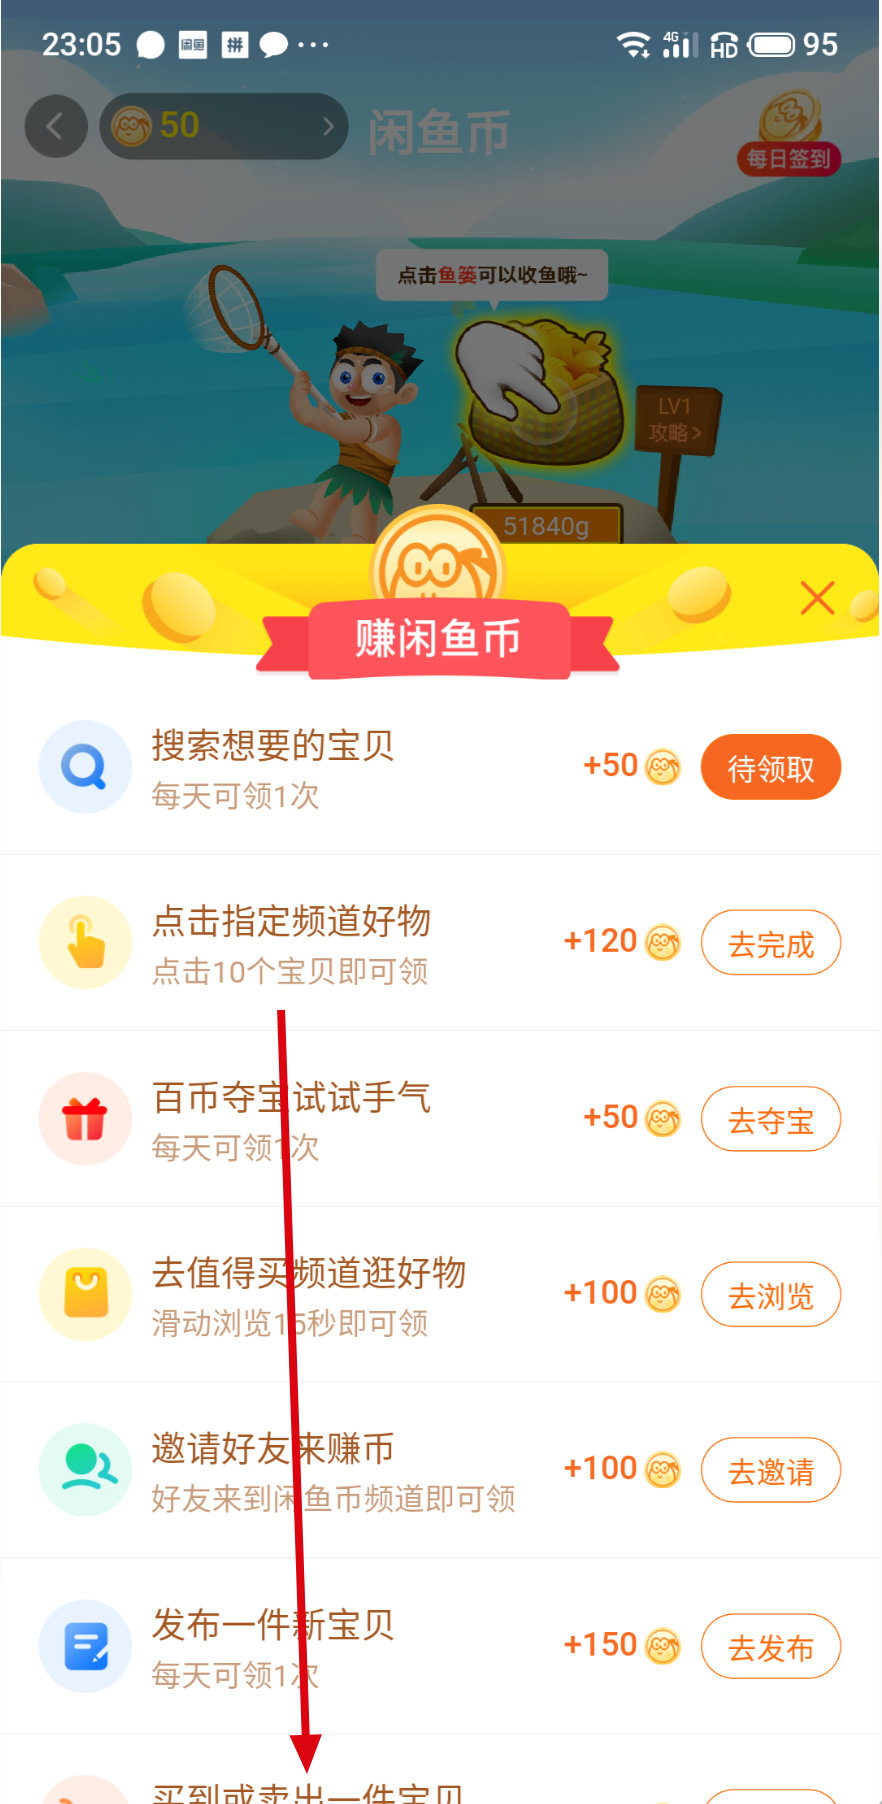 23:05
闲鱼
拼
4G
HD
95
50
闲鱼币
每日签到
点击鱼篓可以收鱼哦~
LV1
攻略>
51840g
赚闲鱼币
搜索想要的宝贝
每天可领1次
+50
待领取
点击指定频道好物
点击10个宝贝即可领
+120
去完成
百币夺宝试试手气
每天可领1次
+50
去夺宝
去值得买频道逛好物
滑动浏览15秒即可领
+100
去浏览
邀请好友来赚币
好友来到闲鱼币频道即可领
+100
去邀请
发布一件新宝贝
每天可领1次
+150
去发布
买到或卖出一件宝贝